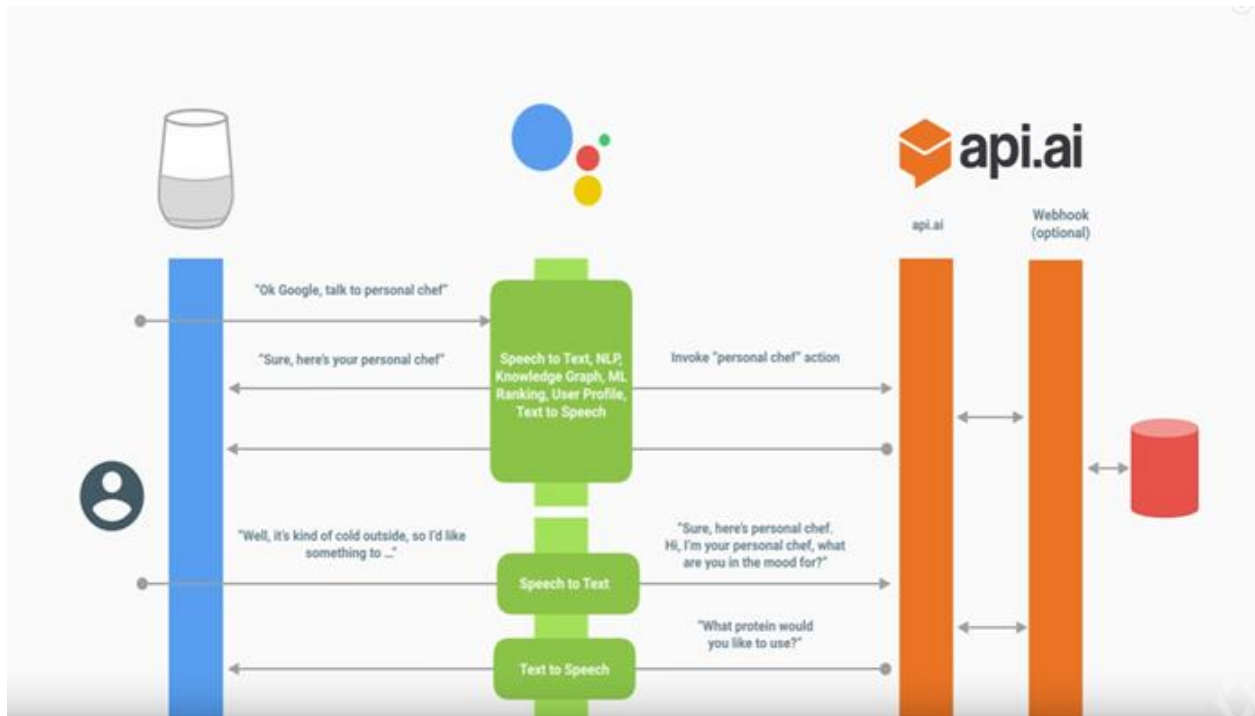 api.ai
api.ai
Webhook
(optional)
"Ok Google, talk to personal chef"
"Sure, here's your personal chef"
Speech to Text, NLP,
Knowledge Graph, ML
Ranking, User Profile,
Text to Speech
Invoke "personal chef" action
"Well, it's kind of cold outside, so I'd like
something to ..."
"Sure, here's personal chef.
Hi, I'm your personal chef, what
are you in the mood for?"
Speech to Text
"What protein would
you like to use?"
Text to Speech